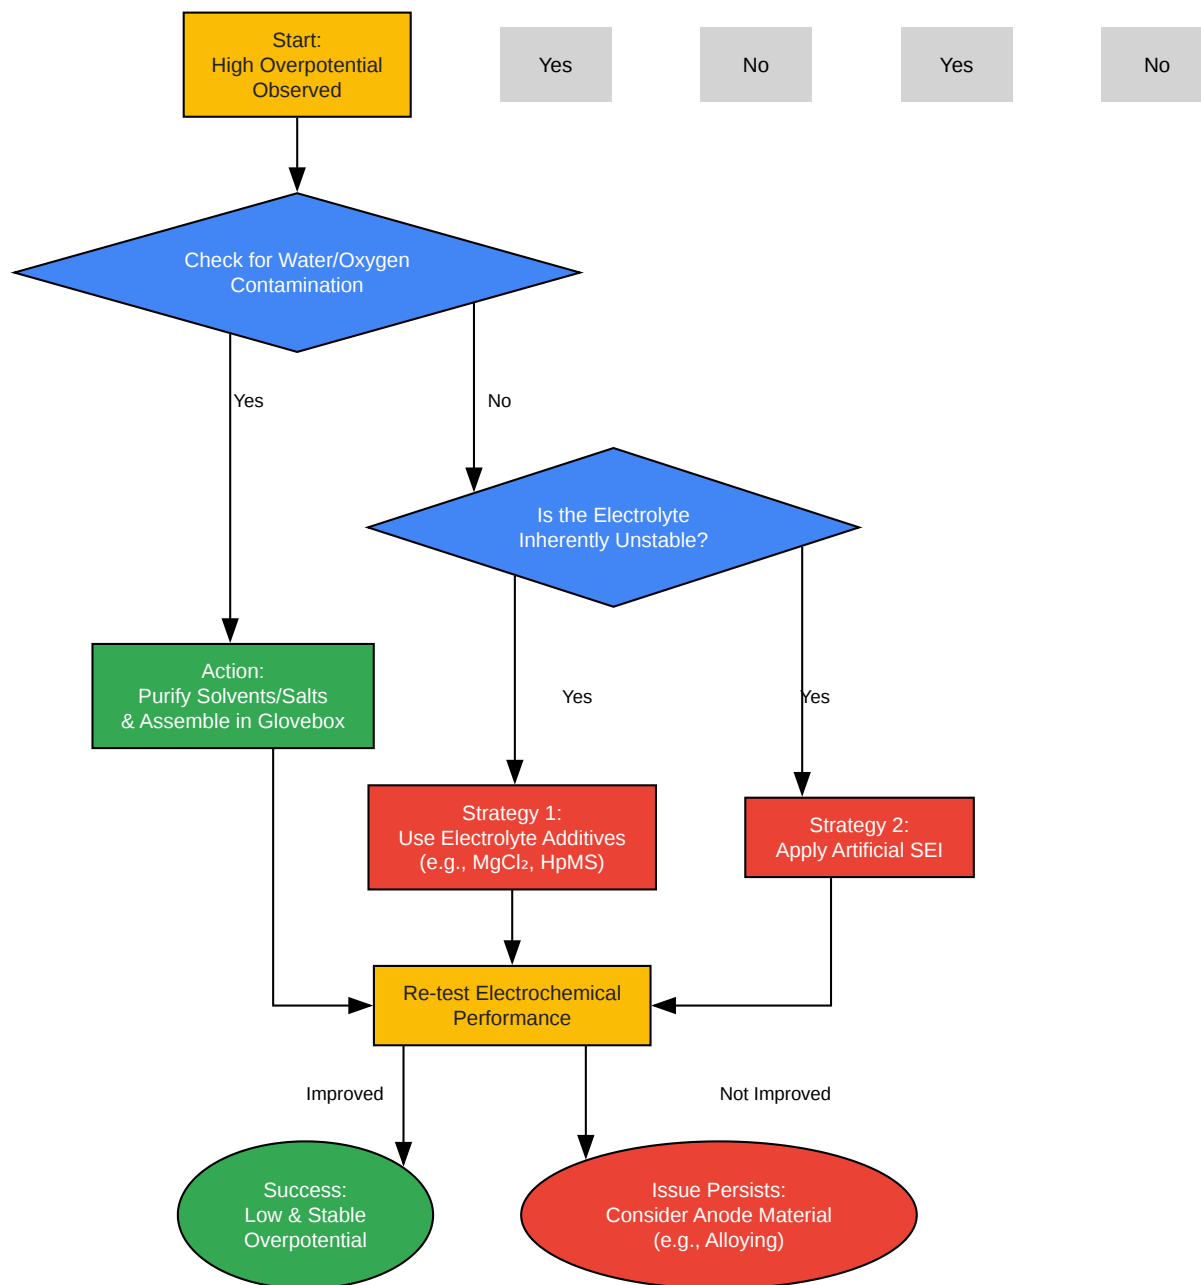 Start:
High Overpotential
Observed
Yes
No
Yes
No
Check for Water/Oxygen
Contamination
Yes
No
Is the Electrolyte
Inherently Unstable?
Action:
Purify Solvents/Salts
& Assemble in Glovebox
Yes
Yes
Strategy 1:
Use Electrolyte Additives
(e.g., MgCl₂, HpMS)
Strategy 2:
Apply Artificial SEI
Re-test Electrochemical
Performance
Improved
Not Improved
Success:
Low & Stable
Overpotential
Issue Persists:
Consider Anode Material
(e.g., Alloying)